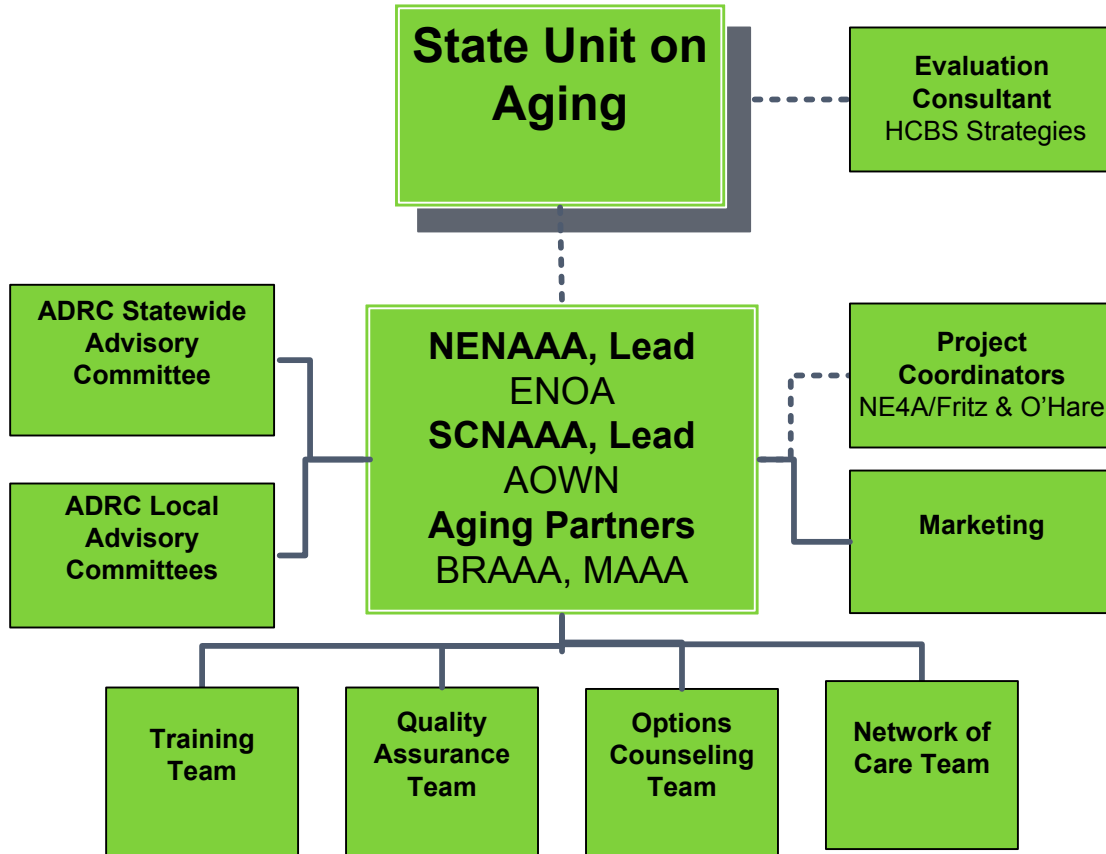 State Unit on
Aging
Evaluation
Consultant
HCBS Strategies
ADRC Statewide
Advisory
Committee
ADRC Local
Advisory
Committees
NENAAA, Lead
ENOA
SCNAAA, Lead
AOWN
Aging Partners
BRAAA, MAAA
Project
Coordinators
NE4A/Fritz & O’Hare
Marketing
Training
Team
Quality
Assurance
Team
Options
Counseling
Team
Network of
Care Team